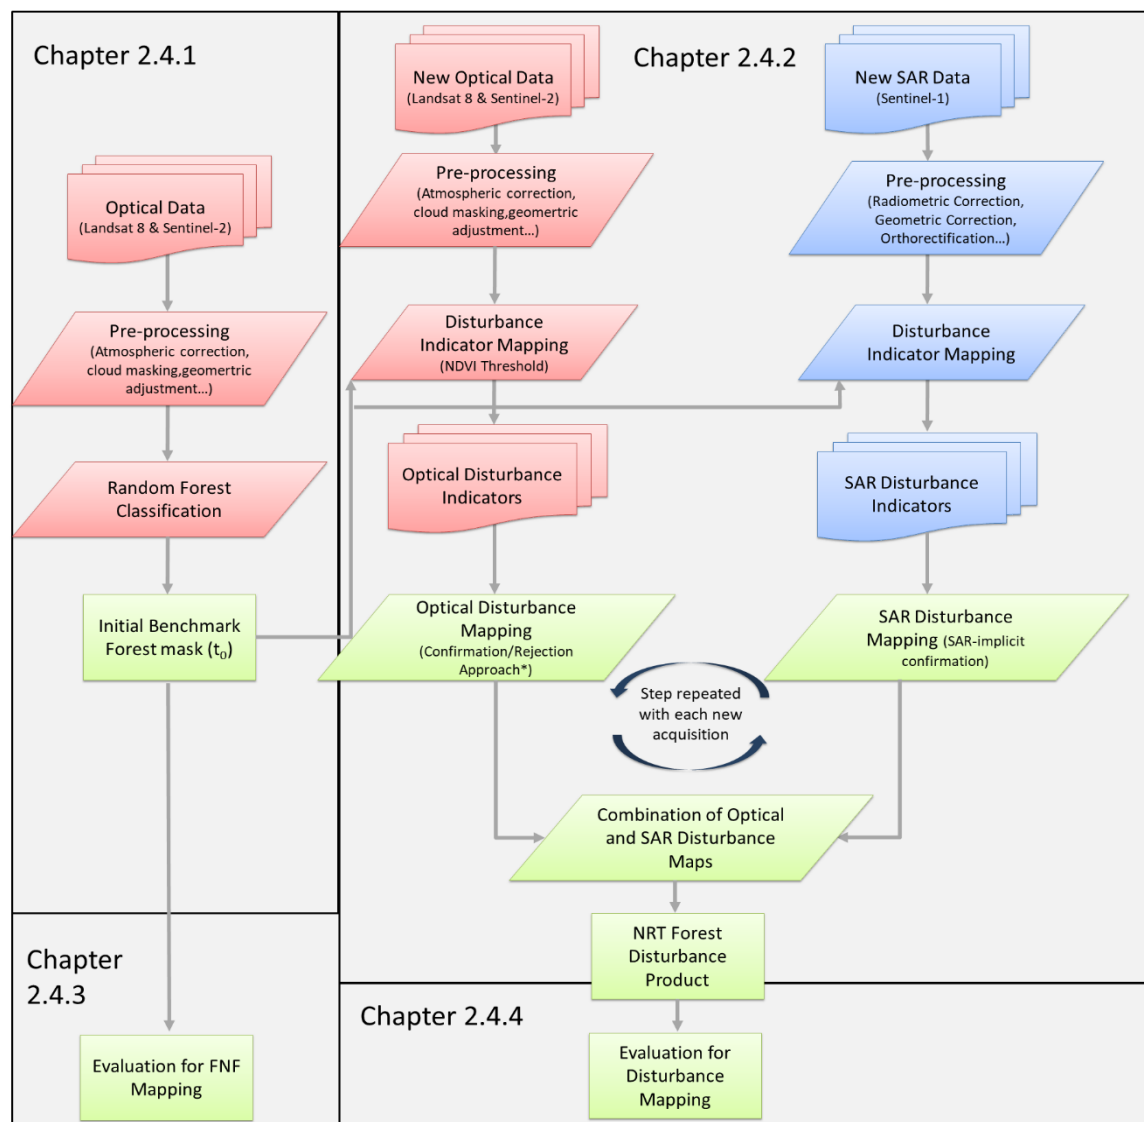 Chapter 2.4.1
Optical Data
(Landsat 8 & Sentinel-2)
Pre-processing
(Atmospheric correction,
cloud masking,geomertric
adjustment...)
Random Forest
Classification
Initial Benchmark
Forest mask (t₀)
Chapter 2.4.2
New Optical Data
(Landsat 8 & Sentinel-2)
Pre-processing
(Atmospheric correction,
cloud masking,geomertric
adjustment...)
Disturbance
Indicator Mapping
(NDVI Threshold)
Optical Disturbance
Indicators
Optical Disturbance
Mapping
(Confirmation/Rejection
Approach*)
New SAR Data
(Sentinel-1)
Pre-processing
(Radiometric Correction,
Geometric Correction,
Orthorectification...)
Disturbance
Indicator Mapping
SAR Disturbance
Indicators
SAR Disturbance
Mapping (SAR-implicit
confirmation)
Step repeated
with each new
acquisition
Combination of Optical
and SAR Disturbance
Maps
NRT Forest
Disturbance
Product
Chapter
2.4.3
Evaluation for FNF
Mapping
Chapter 2.4.4
Evaluation for
Disturbance
Mapping